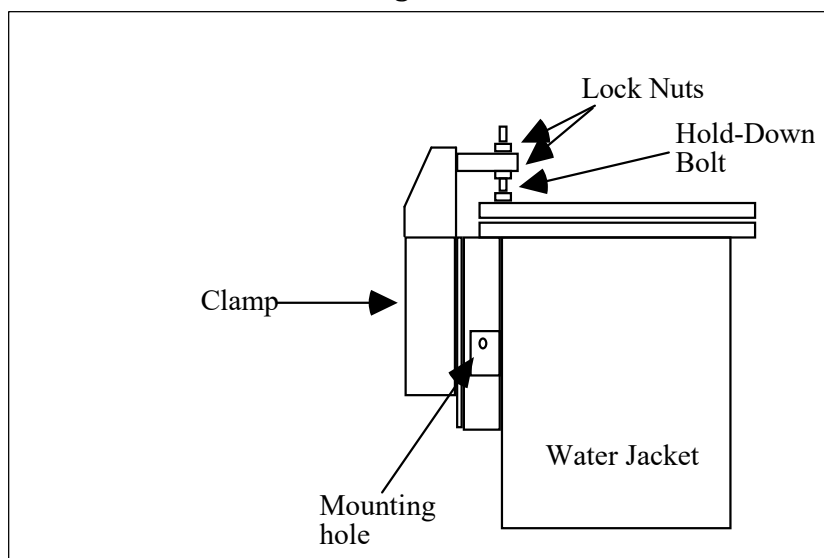 Lock Nuts
Hold-Down
Bolt
Clamp
Water Jacket
Mounting
hole